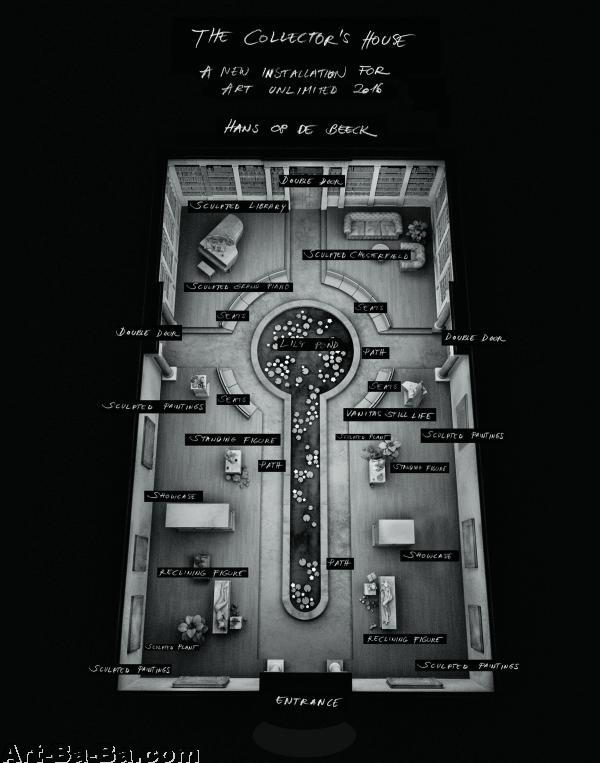 THE COLLECTOR'S HOUSE
A NEW INSTALLATION FOR
ART UNLIMITED 2016
HANS OP DE BEECK
DOUBLE DOOR
SCULPTED LIBRARY
SCULPTED CHESTERFIELD
SCULPTED GRAND PIANO
SEATS
SEATS
DOUBLE DOOR
DOUBLE DOOR
LILY POND
PATH
SEATS
SEATS
SCULPTED PAINTINGS
VANITAS STILL LIFE
STANDING FIGURE
SCULPTED PLANT
SCULPTED PAINTINGS
PATH
STANDING FIGURE
SHOWCASE
SHOWCASE
PATH
RECLINING FIGURE
RECLINING FIGURE
SCULPTED PLANT
SCULPTED PAINTINGS
SCULPTED PAINTINGS
ENTRANCE
Art-Ba-Ba.com